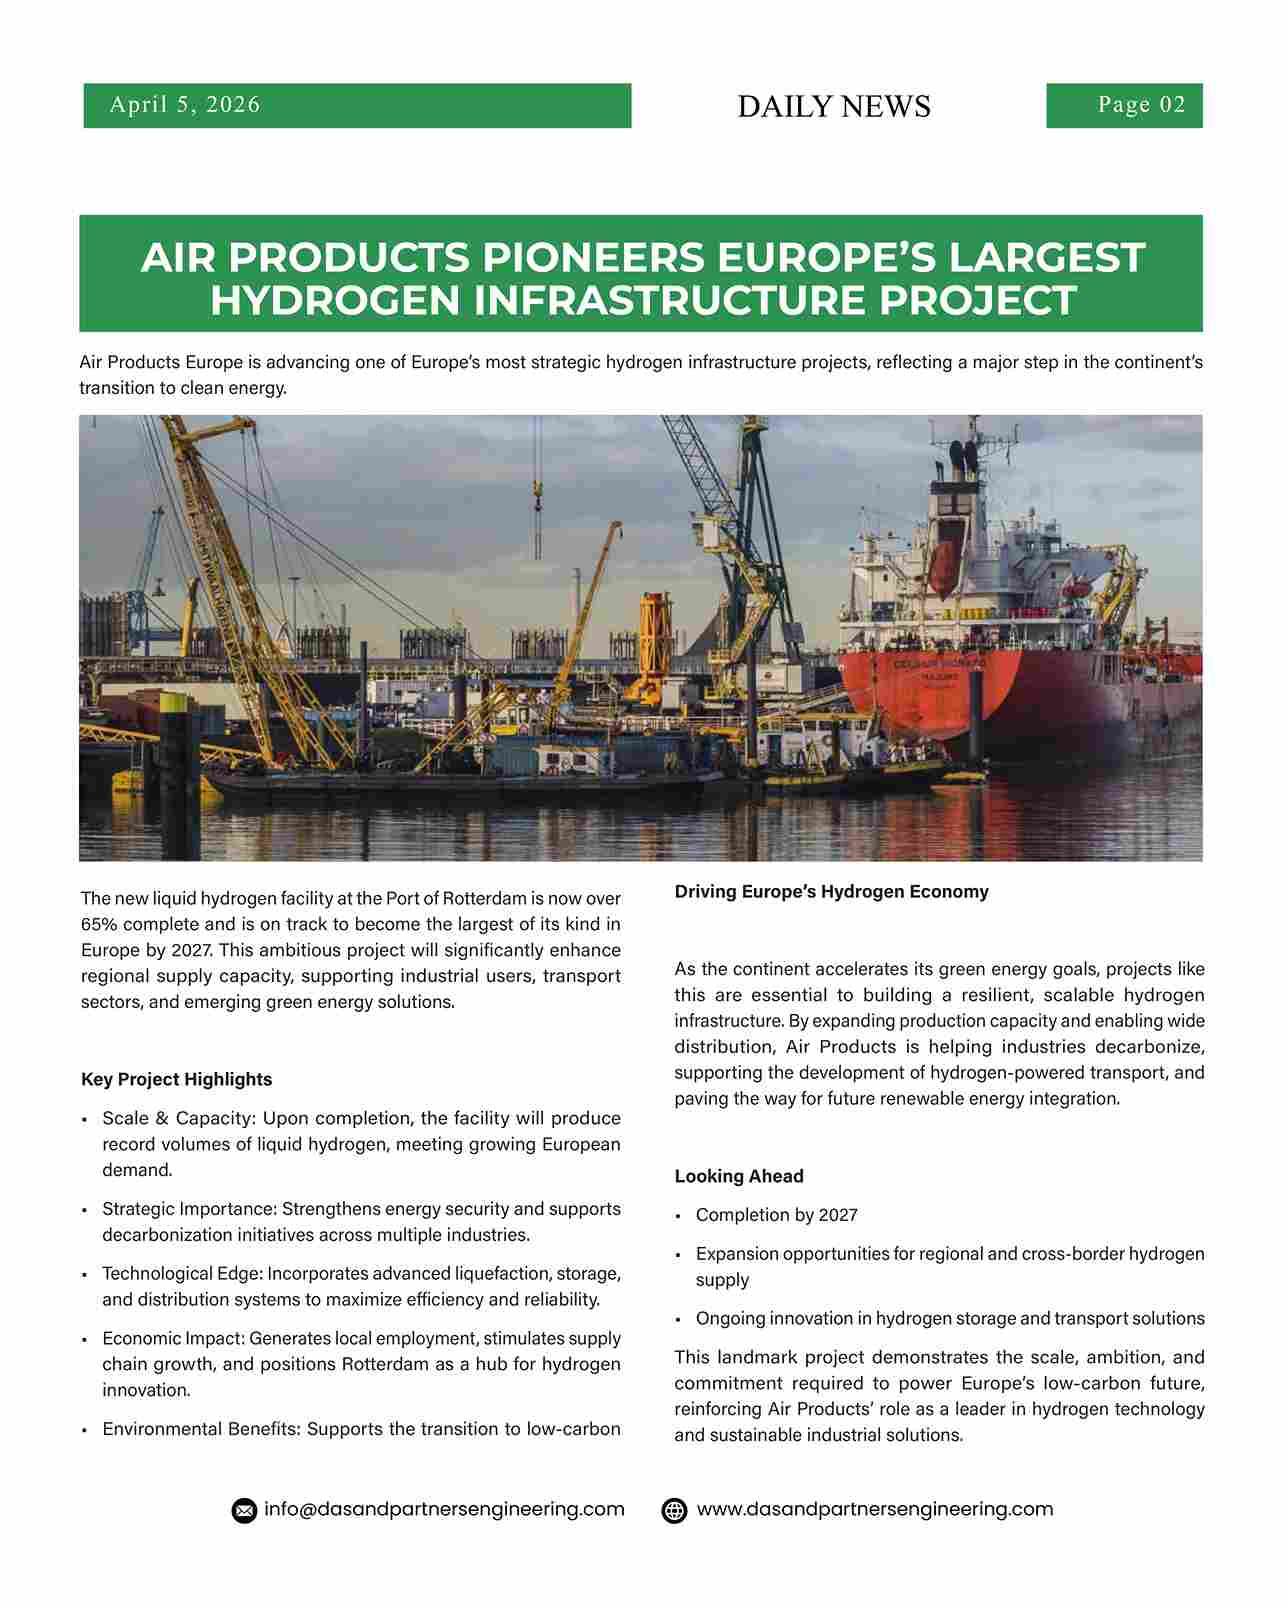 April 5, 2026
DAILY NEWS
Page 02
AIR PRODUCTS PIONEERS EUROPE’S LARGEST
HYDROGEN INFRASTRUCTURE PROJECT
Air Products Europe is advancing one of Europe’s most strategic hydrogen infrastructure projects, reflecting a major step in the continent’s
transition to clean energy.
The new liquid hydrogen facility at the Port of Rotterdam is now over
65% complete and is on track to become the largest of its kind in
Europe by 2027. This ambitious project will significantly enhance
regional supply capacity, supporting industrial users, transport
sectors, and emerging green energy solutions.
Key Project Highlights
• Scale & Capacity: Upon completion, the facility will produce
record volumes of liquid hydrogen, meeting growing European
demand.
• Strategic Importance: Strengthens energy security and supports
decarbonization initiatives across multiple industries.
• Technological Edge: Incorporates advanced liquefaction, storage,
and distribution systems to maximize efficiency and reliability.
• Economic Impact: Generates local employment, stimulates supply
chain growth, and positions Rotterdam as a hub for hydrogen
innovation.
• Environmental Benefits: Supports the transition to low-carbon
Driving Europe’s Hydrogen Economy
As the continent accelerates its green energy goals, projects like
this are essential to building a resilient, scalable hydrogen
infrastructure. By expanding production capacity and enabling wide
distribution, Air Products is helping industries decarbonize,
supporting the development of hydrogen-powered transport, and
paving the way for future renewable energy integration.
Looking Ahead
• Completion by 2027
• Expansion opportunities for regional and cross-border hydrogen
supply
• Ongoing innovation in hydrogen storage and transport solutions
This landmark project demonstrates the scale, ambition, and
commitment required to power Europe’s low-carbon future,
reinforcing Air Products’ role as a leader in hydrogen technology
and sustainable industrial solutions.
info@dasandpartnersengineering.com
www.dasandpartnersengineering.com